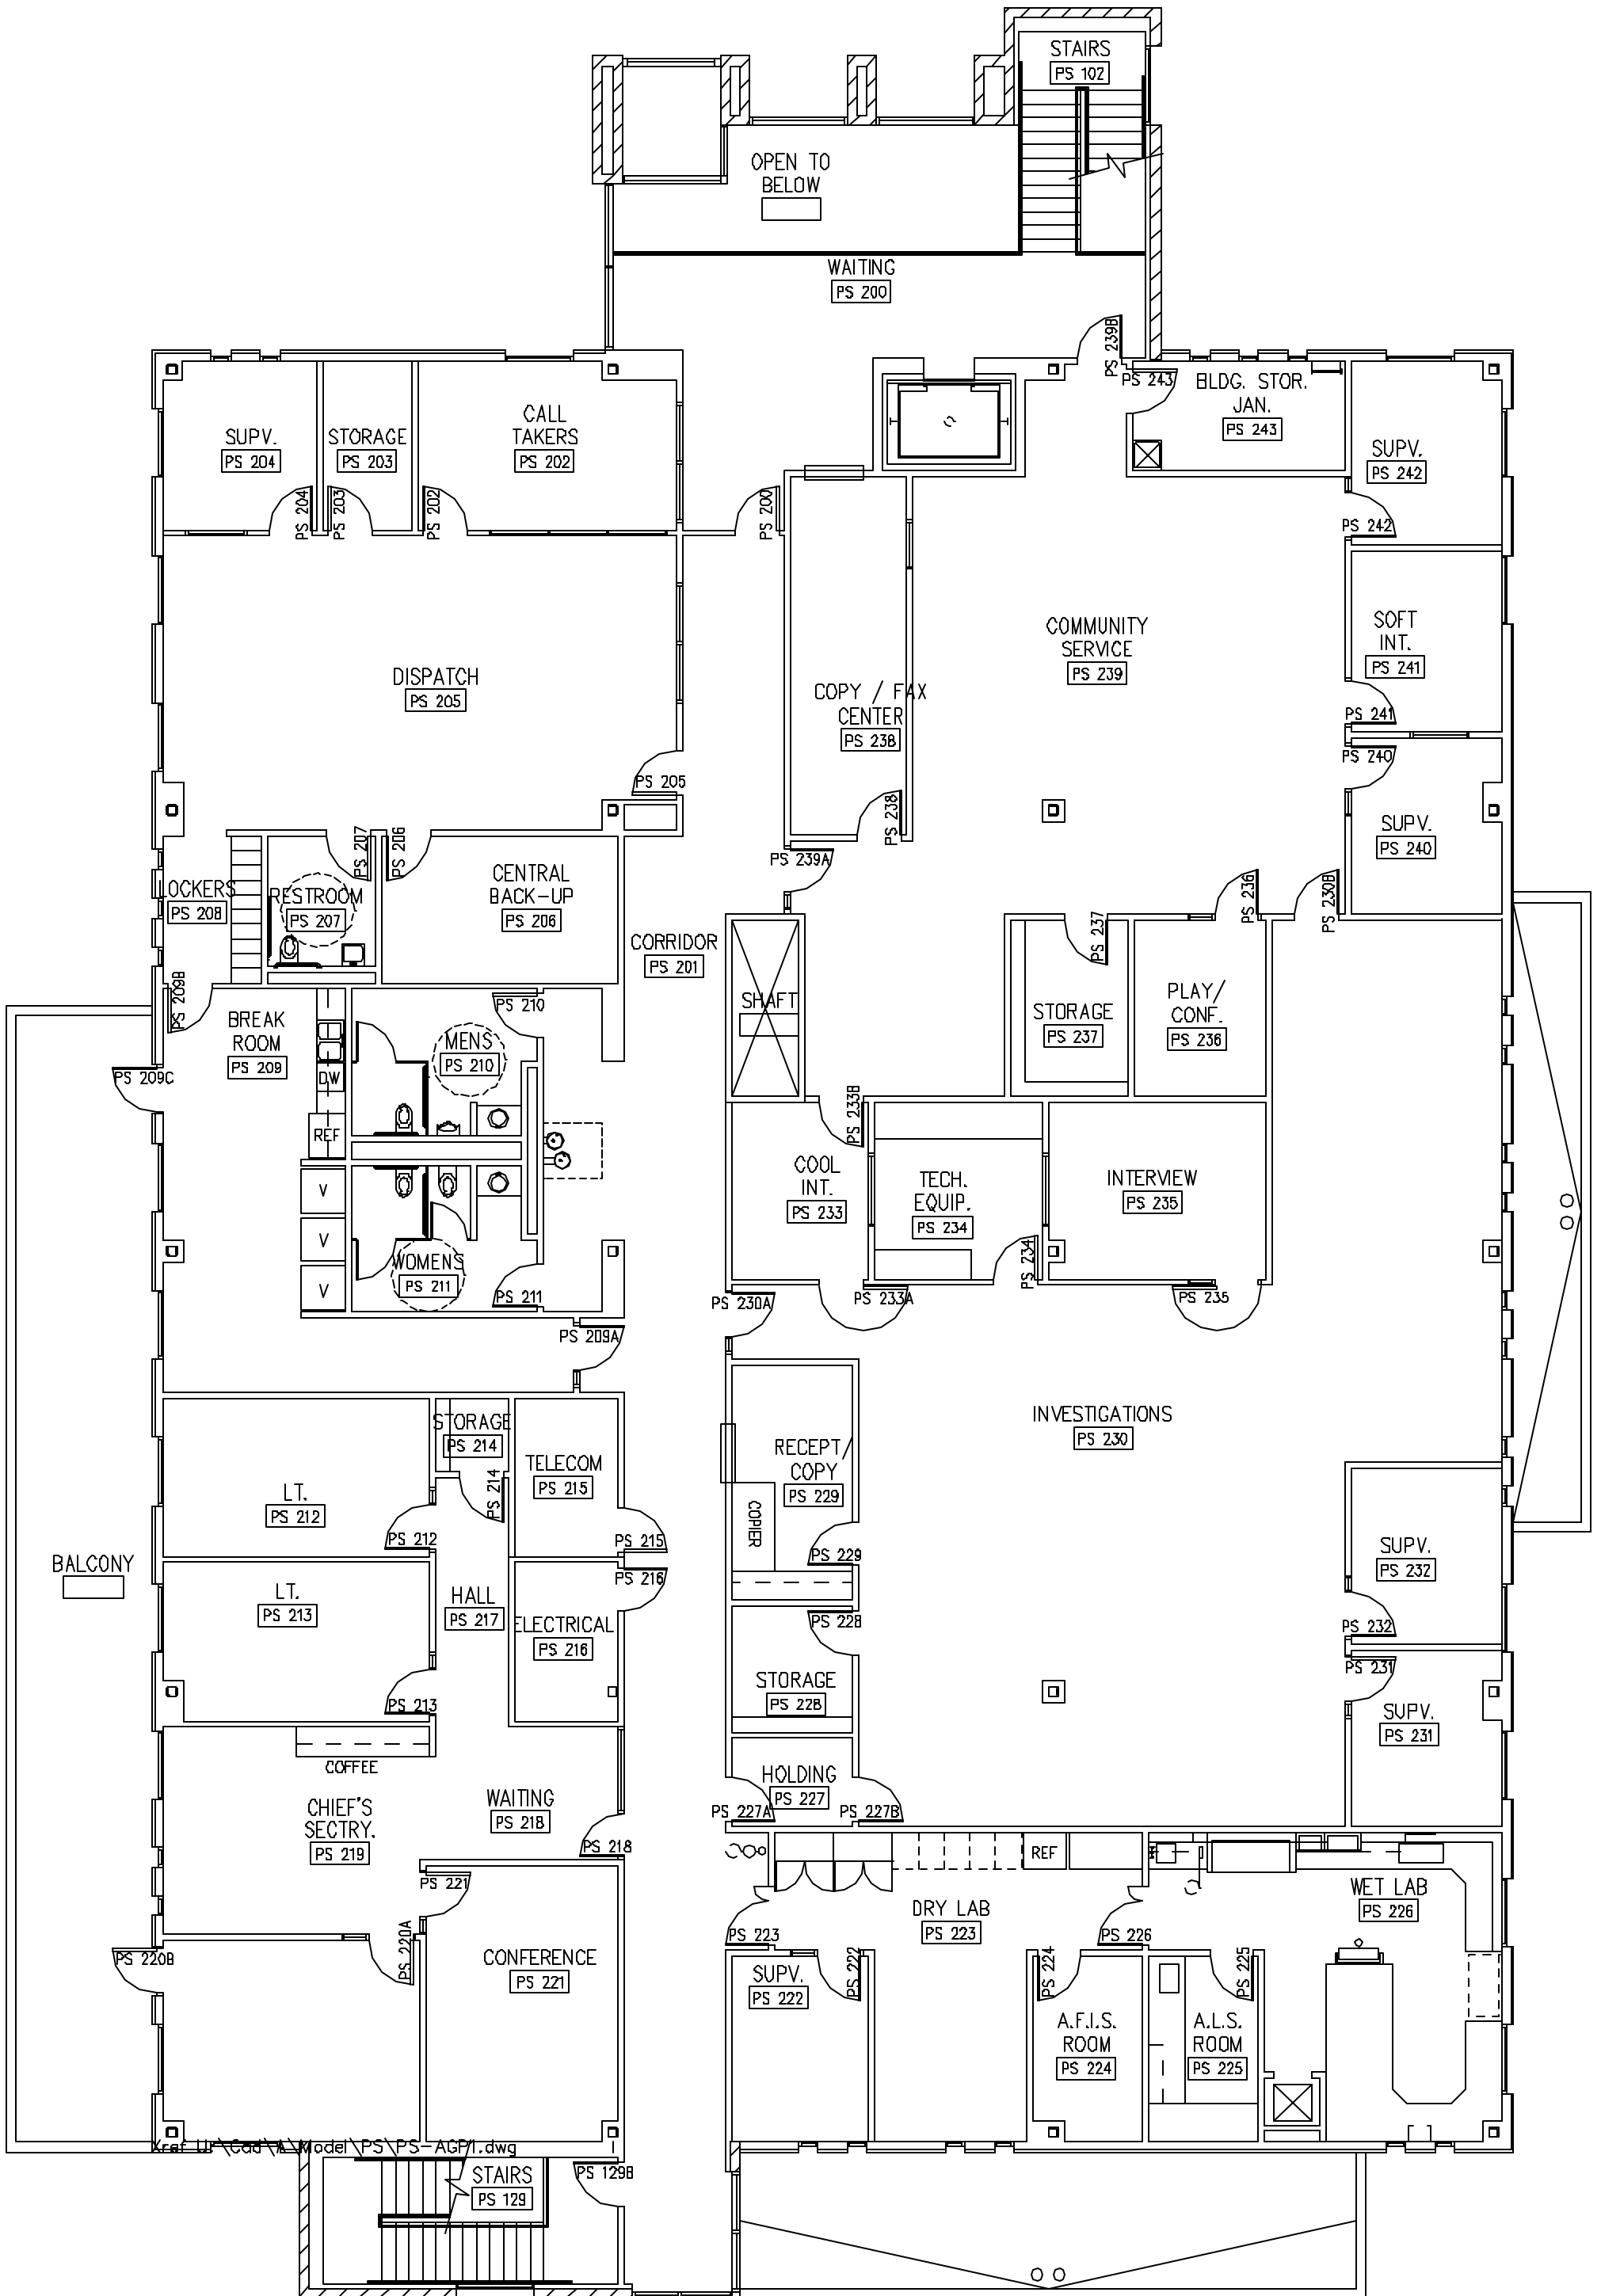 STAIRS
PS 102
OPEN TO
BELOW
WAITING
PS 200
PS 239B
PS 243
BLDG. STOR.
JAN.
PS 243
SUPV.
PS 204
STORAGE
PS 203
CALL
TAKERS
PS 202
SUPV.
PS 242
PS 204
PS 203
PS 202
PS 200
PS 242
DISPATCH
PS 205
COPY / FAX
CENTER
PS 238
COMMUNITY
SERVICE
PS 239
SOFT
INT.
PS 241
PS 241
PS 240
PS 205
PS 238
SUPV.
PS 240
PS 207
PS 206
PS 239A
LOCKERS
PS 208
RESTROOM
PS 207
CENTRAL
BACK-UP
PS 206
CORRIDOR
PS 201
PS 237
PS 236
PS 230B
PS 209B
BREAK
ROOM
PS 209
PS 210
MENS
PS 210
SHAFT
STORAGE
PS 237
PLAY/
CONF.
PS 236
PS 209C
DW
REF
PS 233B
V
V
V
COOL
INT.
PS 233
TECH.
EQUIP.
PS 234
INTERVIEW
PS 235
WOMENS
PS 211
PS 211
PS 234
PS 209A
PS 230A
PS 233A
PS 235
STORAGE
PS 214
TELECOM
PS 215
RECEPT/
COPY
PS 229
INVESTIGATIONS
PS 230
LT.
PS 212
PS 214
COPIER
PS 212
PS 215
PS 229
BALCONY
LT.
PS 213
HALL
PS 217
PS 216
ELECTRICAL
PS 216
PS 228
SUPV.
PS 232
PS 232
PS 231
PS 213
STORAGE
PS 228
SUPV.
PS 231
COFFEE
CHIEF'S
SECTRY.
PS 219
WAITING
PS 218
HOLDING
PS 227
PS 227A
PS 227B
PS 218
PS 221
REF
DRY LAB
PS 223
WET LAB
PS 226
PS 220B
PS 220A
CONFERENCE
PS 221
PS 223
PS 226
SUPV.
PS 222
PS 222
PS 224
PS 225
A.F.I.S.
ROOM
PS 224
A.L.S.
ROOM
PS 225
Xref U:\Cad\A\Model\PS\PS-AGP1.dwg
STAIRS
PS 129
PS 129B